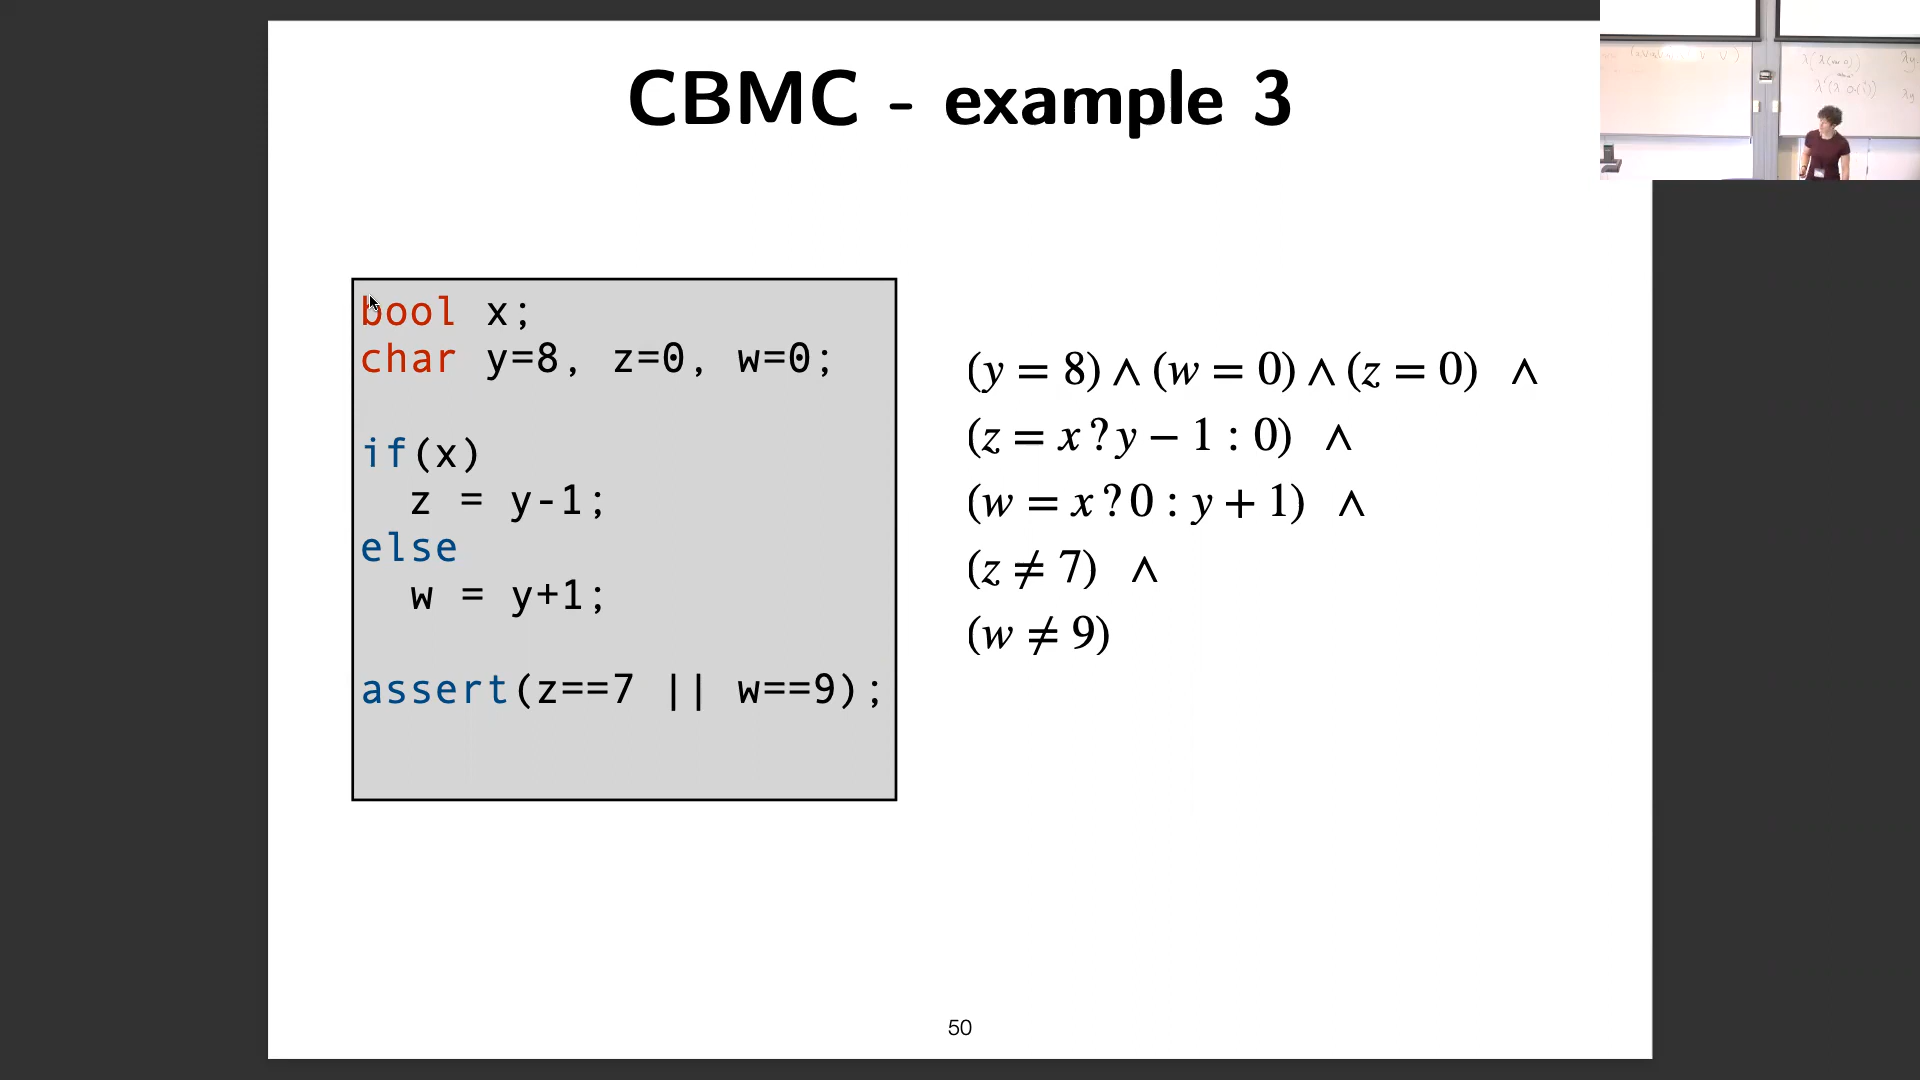 CBMC - example 3
bool x;
char y=8, z=0, w=0;
if(x)
z = y-1;
else
w = y+1;
assert(z==7 || w==9);
(y = 8) ∧ (w = 0) ∧ (z = 0) ∧
(z = x ? y − 1 : 0) ∧
(w = x ? 0 : y + 1) ∧
(z ≠ 7) ∧
(w ≠ 9)
50